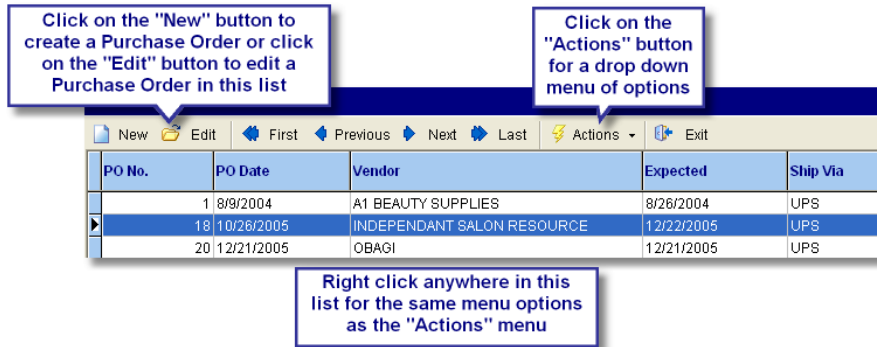 Click on the "New" button to
create a Purchase Order or click
on the "Edit" button to edit a
Purchase Order in this list
Click on the
"Actions" button
for a drop down
menu of options
New Edit First Previous Next Last Actions Exit
PO No. PO Date Vendor Expected Ship Via
1 8/9/2004 A1 BEAUTY SUPPLIES 8/26/2004 UPS
18 10/26/2005 INDEPENDANT SALON RESOURCE 12/22/2005 UPS
20 12/21/2005 OBAGI 12/21/2005 UPS
Right click anywhere in this
list for the same menu options
as the "Actions" menu